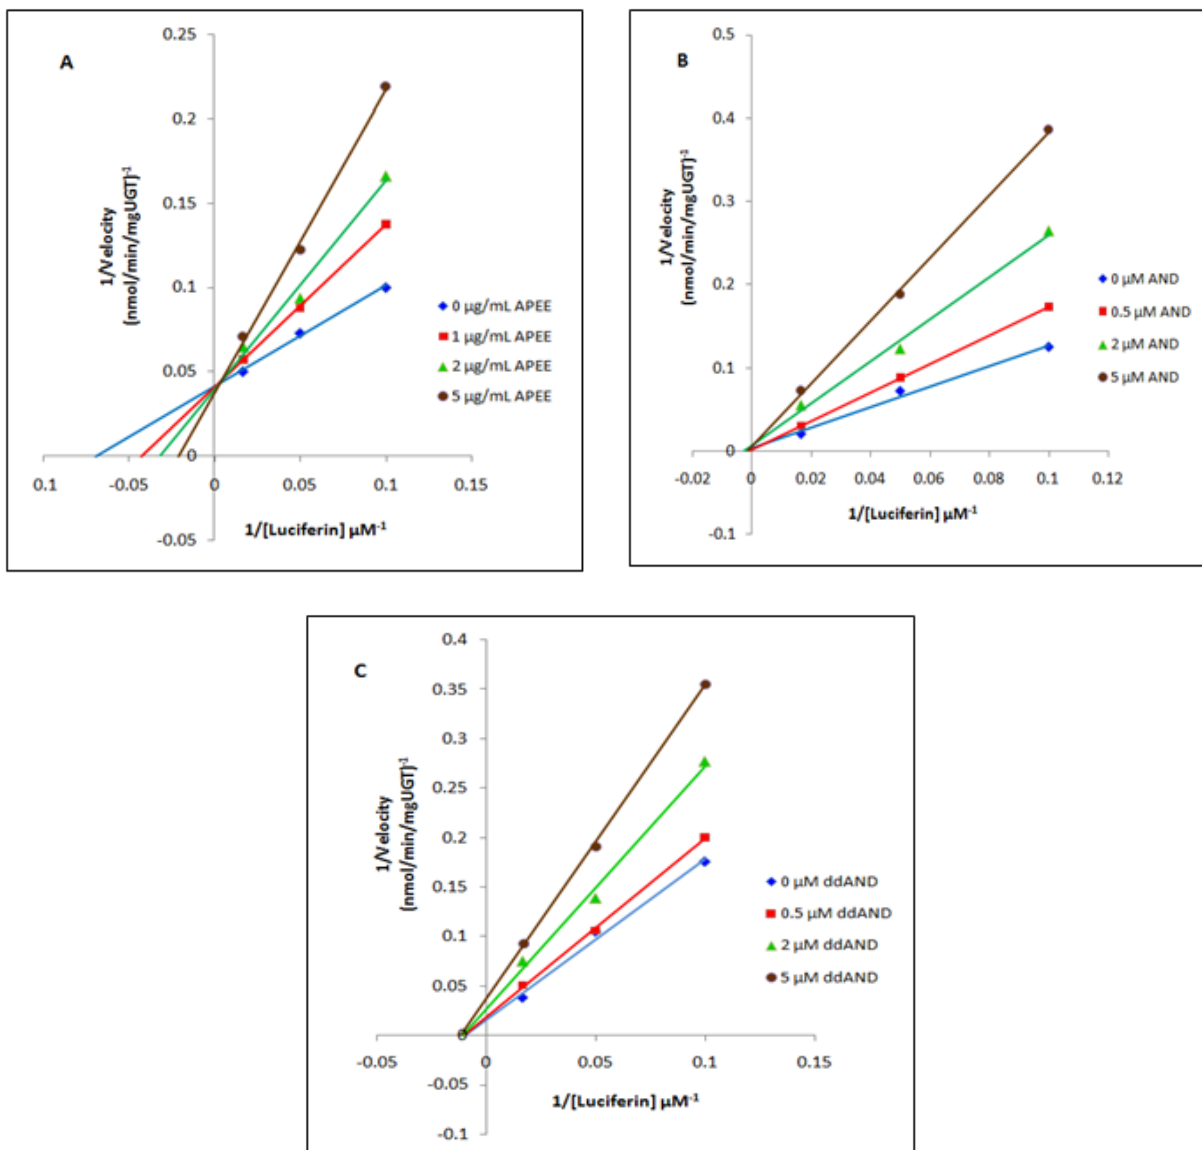 A
0.25
0.2
0.15
0.1
0.05
0
-0.05
0.1
-0.05
0
0.05
0.1
0.15
1/Velocity
(nmol/min/mgUGT)-1
1/[Luciferin] µM-1
0 µg/mL APEE
1 µg/mL APEE
2 µg/mL APEE
5 µg/mL APEE
B
0.5
0.4
0.3
0.2
0.1
0
-0.1
-0.02
0
0.02
0.04
0.06
0.08
0.1
0.12
1/Velocity
(nmol/min/mgUGT)-1
1/[Luciferin] µM-1
0 µM AND
0.5 µM AND
2 µM AND
5 µM AND
C
0.4
0.35
0.3
0.25
0.2
0.15
0.1
0.05
0
-0.05
-0.1
-0.05
0
0.05
0.1
0.15
1/Velocity
(nmol/min/mgUGT)-1
1/[Luciferin] µM-1
0 µM ddAND
0.5 µM ddAND
2 µM ddAND
5 µM ddAND